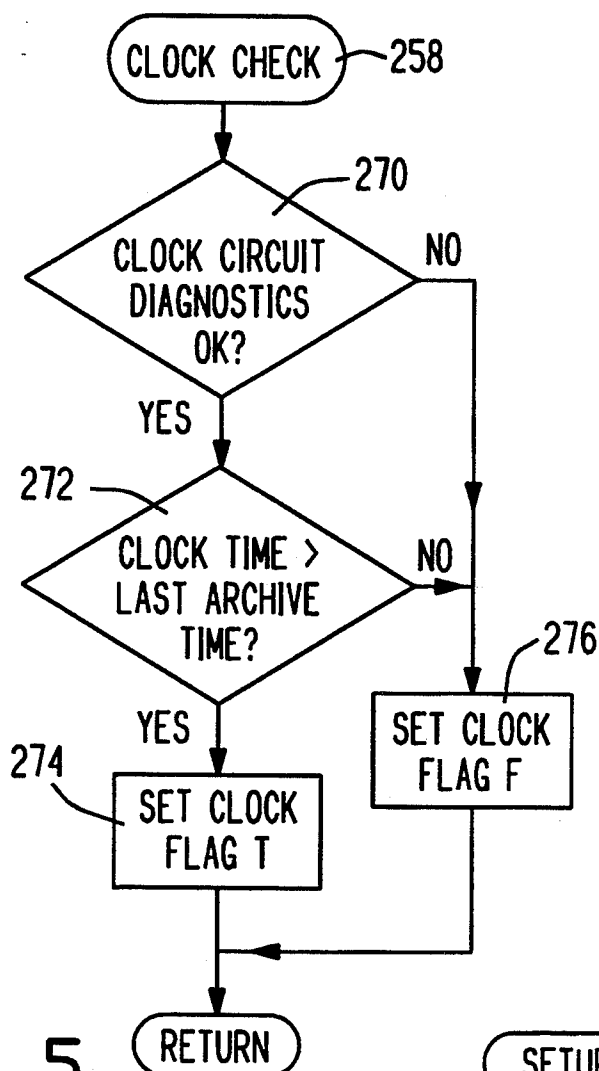 CLOCK CHECK
258
270
CLOCK CIRCUIT
DIAGNOSTICS
OK?
NO
YES
272
CLOCK TIME >
LAST ARCHIVE
TIME?
NO
276
YES
SET CLOCK
FLAG F
274
SET CLOCK
FLAG T
RETURN
5